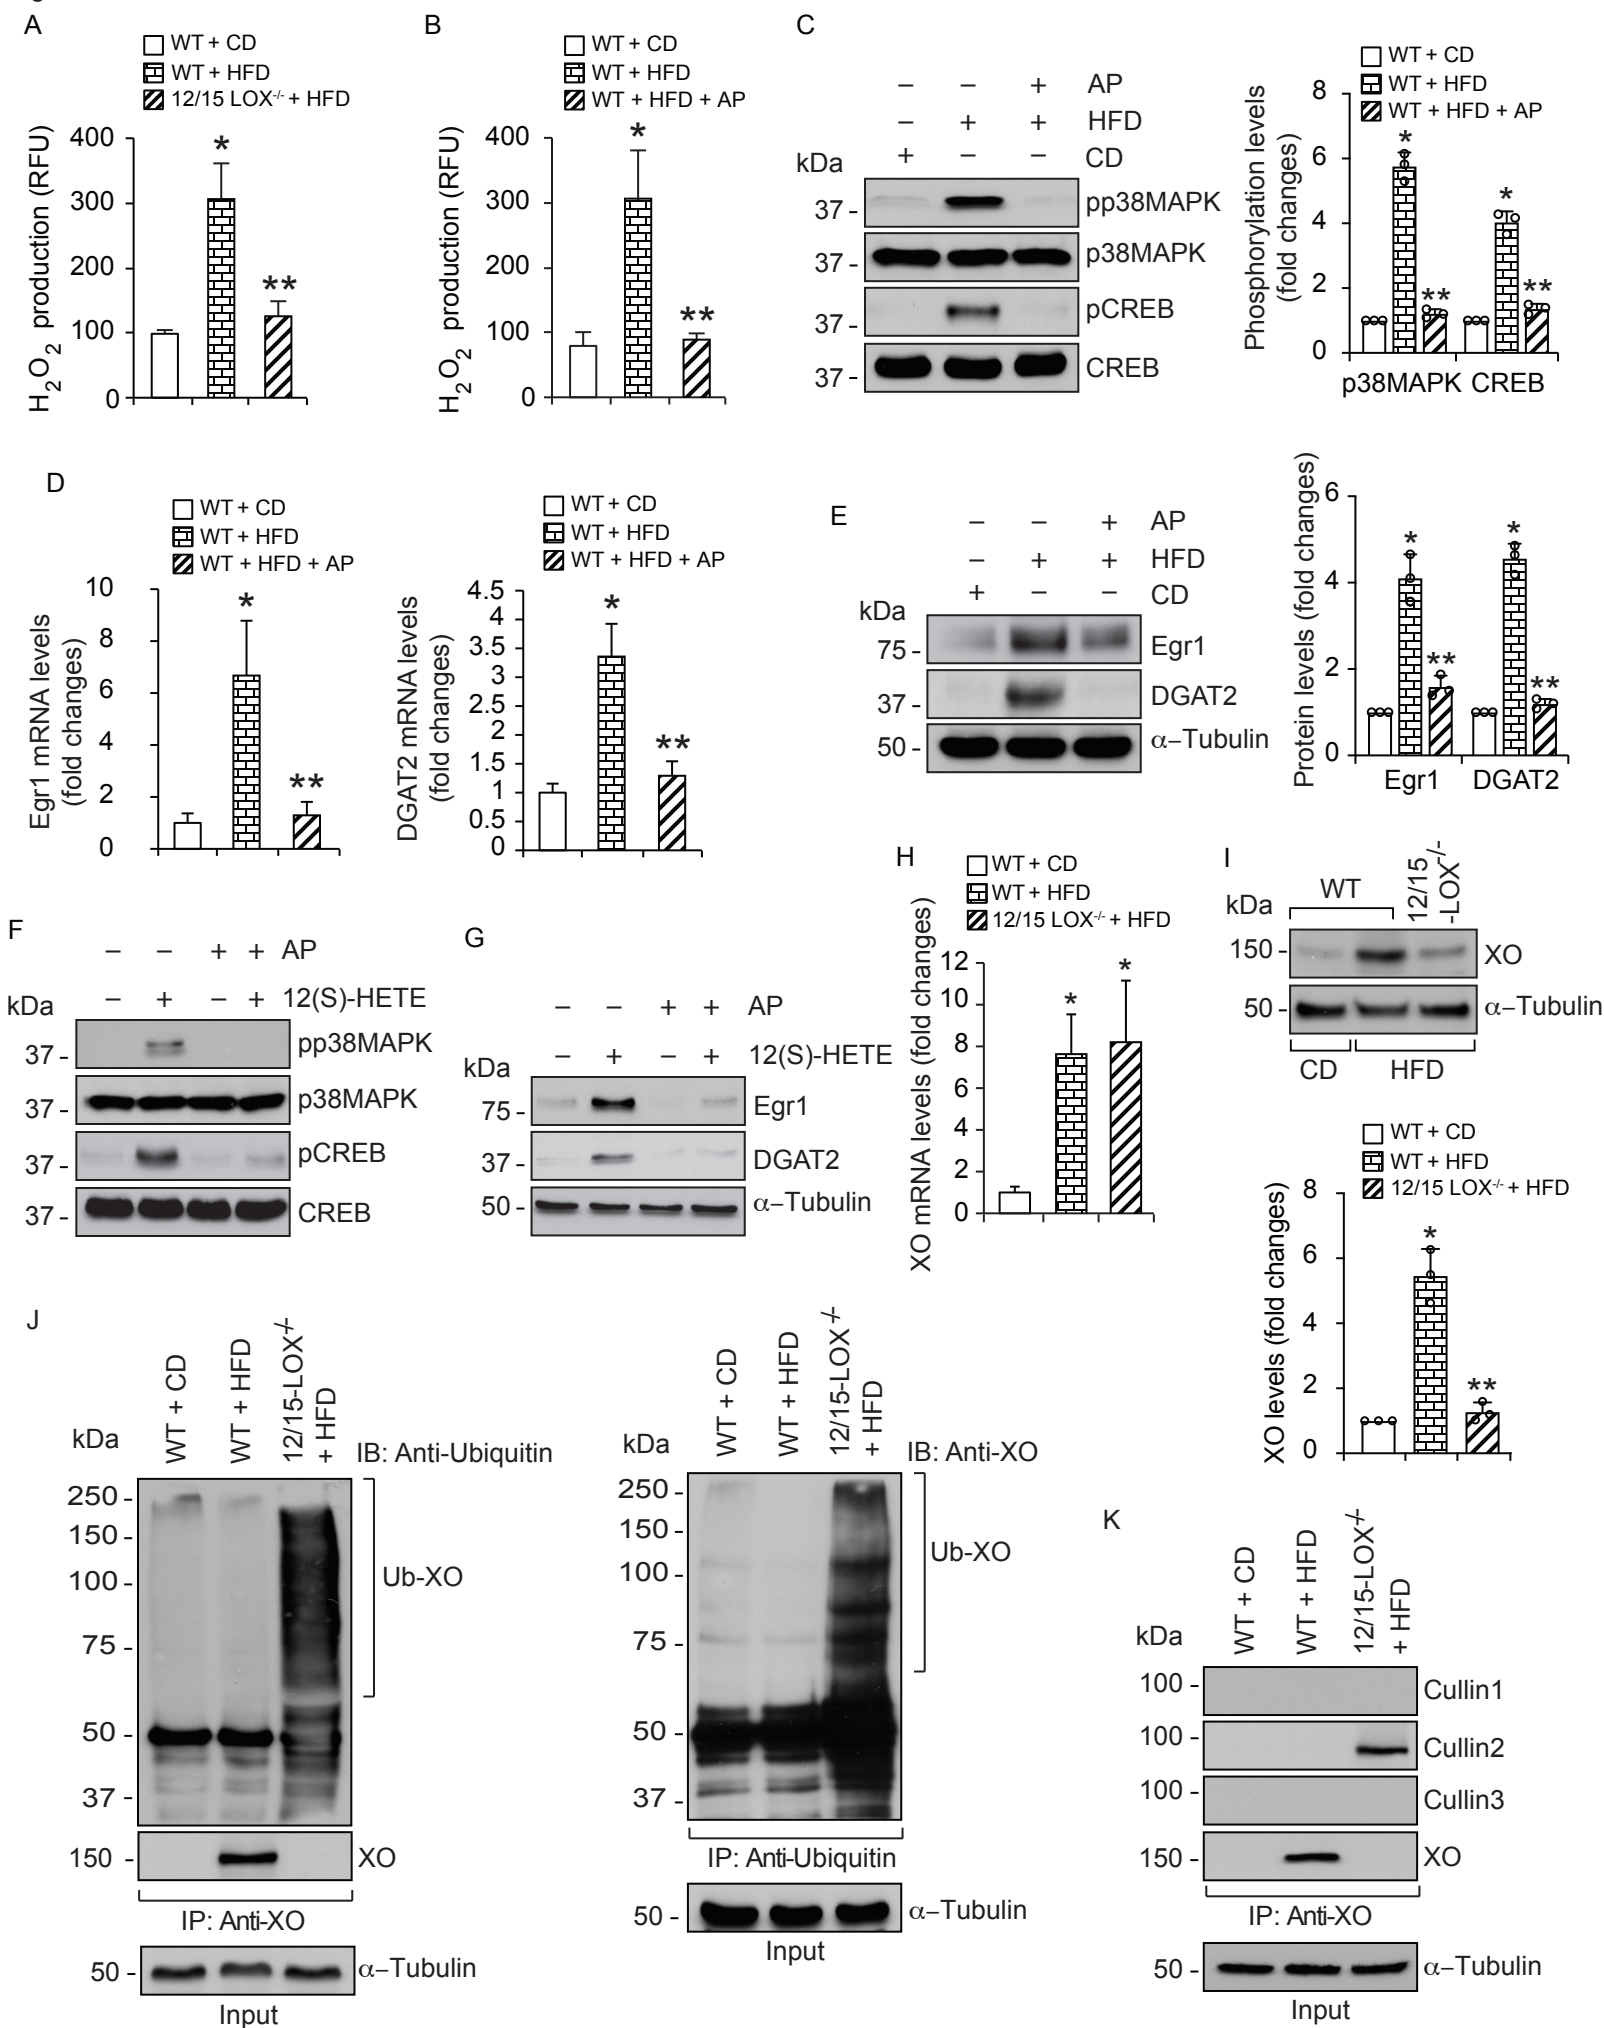 A
WT + CD
WT + HFD
12/15 LOX-/- + HFD
H2O2 production (RFU)
400
300
200
100
0
*
**
B
WT + CD
WT + HFD
WT + HFD + AP
H2O2 production (RFU)
400
300
200
100
0
*
**
C
– – + AP
– + + HFD
+ – – CD
kDa
37 - pp38MAPK
37 - p38MAPK
37 - pCREB
37 - CREB
WT + CD
WT + HFD
WT + HFD + AP
Phosphorylation levels
(fold changes)
8
6
4
2
0
*
**
*
**
p38MAPK CREB
D
WT + CD
WT + HFD
WT + HFD + AP
Egr1 mRNA levels
(fold changes)
10
8
6
4
2
0
*
**
WT + CD
WT + HFD
WT + HFD + AP
DGAT2 mRNA levels
(fold changes)
4.5
4
3.5
3
2.5
2
1.5
1
0.5
0
*
**
E
– – + AP
– + + HFD
+ – – CD
kDa
75 - Egr1
37 - DGAT2
50 - α–Tubulin
Protein levels (fold changes)
6
4
2
0
*
**
*
**
Egr1 DGAT2
F
– – + + AP
– + – + 12(S)-HETE
kDa
37 - pp38MAPK
37 - p38MAPK
37 - pCREB
37 - CREB
G
– – + + AP
– + – + 12(S)-HETE
kDa
75 - Egr1
37 - DGAT2
50 - α–Tubulin
H
WT + CD
WT + HFD
12/15 LOX-/- + HFD
XO mRNA levels (fold changes)
12
10
8
6
4
2
0
*
*
I
WT
12/15
-LOX-/-
kDa
150 - XO
50 - α–Tubulin
CD HFD
WT + CD
WT + HFD
12/15 LOX-/- + HFD
XO levels (fold changes)
8
6
4
2
0
*
**
J
WT + CD
WT + HFD
12/15-LOX-/-
+ HFD
kDa
IB: Anti-Ubiquitin
250 -
150 -
100 -
75 -
50 -
37 -
Ub-XO
150 - XO
IP: Anti-XO
50 - α–Tubulin
Input
WT + CD
WT + HFD
12/15-LOX-/-
+ HFD
kDa
IB: Anti-XO
250 -
150 -
100 -
75 -
50 -
37 -
Ub-XO
IP: Anti-Ubiquitin
50 - α–Tubulin
Input
K
WT + CD
WT + HFD
12/15-LOX-/-
+ HFD
kDa
100 - Cullin1
100 - Cullin2
100 - Cullin3
150 - XO
IP: Anti-XO
50 - α–Tubulin
Input